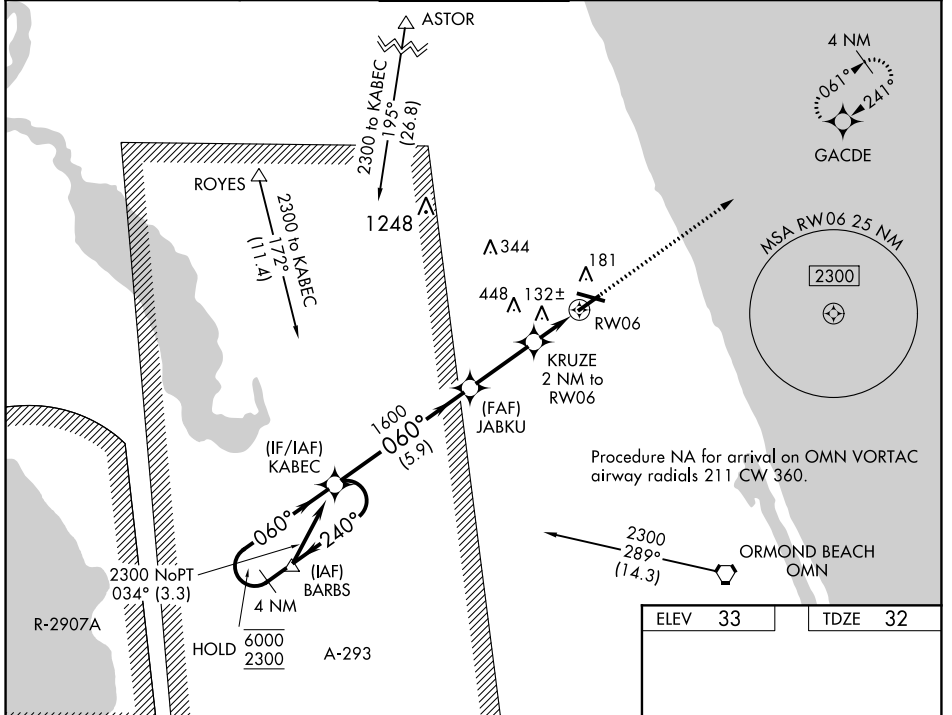 ASTOR
2300 to KABEC
195°
(26.8)
4 NM
061°
241°
GACDE
ROYES
2300 to KABEC
172°
(11.4)
1248
344
181
448
132±
RW06
MSA RW06 25 NM
2300
KRUZE
2 NM to
RW06
(FAF)
JABKU
1600
060°
(5.9)
(IF/IAF)
KABEC
Procedure NA for arrival on OMN VORTAC
airway radials 211 CW 360.
060°
240°
2300
289°
(14.3)
ORMOND BEACH
OMN
2300 NoPT
034° (3.3)
(IAF)
BARBS
4 NM
R-2907A
HOLD
6000
2300
A-293
ELEV 33
TDZE 32